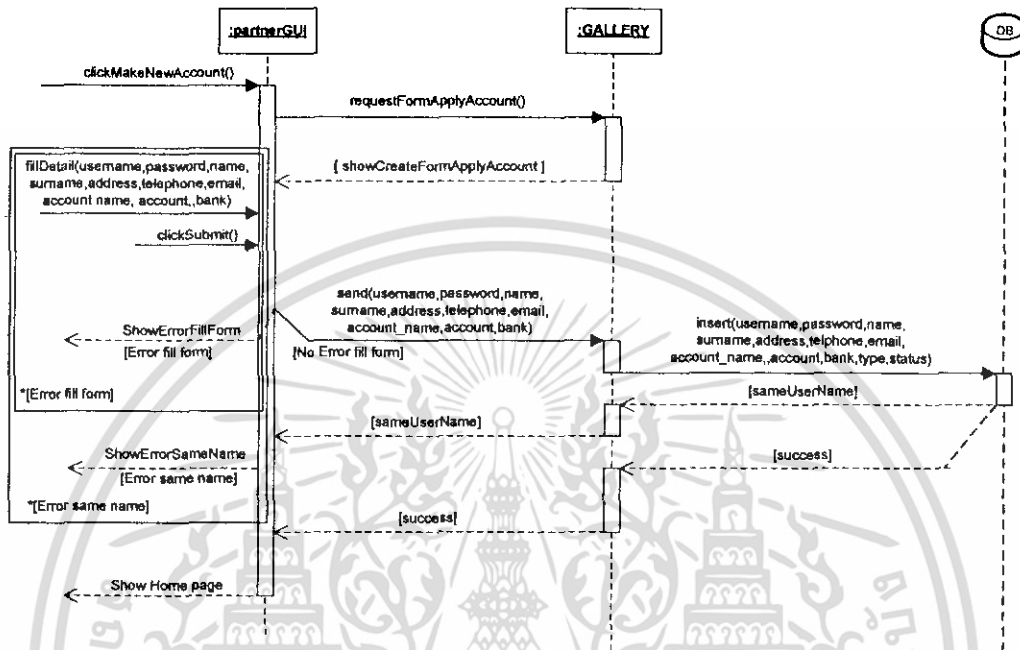 :partnerGUI
:GALLERY
DB
clickMakeNewAccount()
requestFormApplyAccount()
[ showCreateFormApplyAccount ]
fillDetail(username,password,name,
surname,address,telephone,email,
account name, account,,bank)
clickSubmit()
send(username,password,name,
surname,address,telephone,email,
account_name,account,bank)
[No Error fill form]
ShowErrorFillForm
[Error fill form]
*[Error fill form]
insert(username,password,name,
surname,address,telphone,email,
account_name,,account,bank,type,status)
[sameUserName]
[sameUserName]
ShowErrorSameName
[Error same name]
*[Error same name]
[success]
[success]
Show Home page